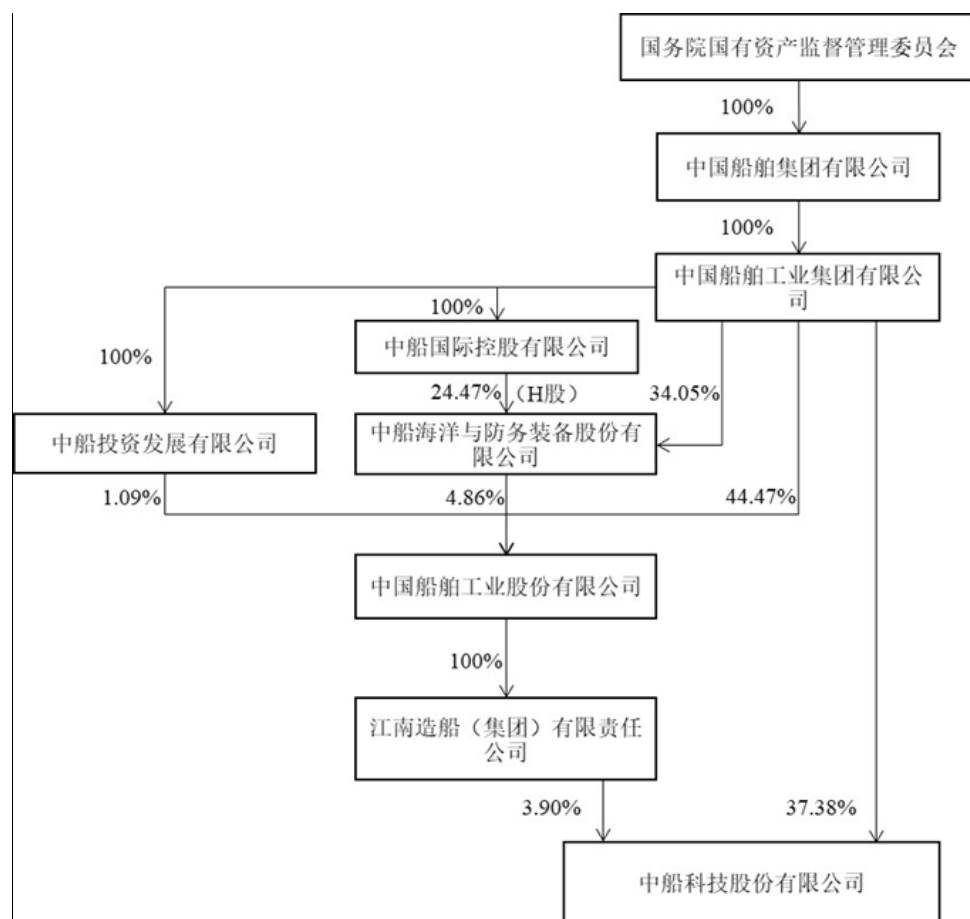 国务院国有资产监督管理委员会
100%
中国船舶集团有限公司
100%
中国船舶工业集团有限公
司
100%
中船国际控股有限公司
100%
24.47%（H股）
34.05%
中船投资发展有限公司
中船海洋与防务装备股份有
限公司
1.09%
4.86%
44.47%
中国船舶工业股份有限公司
100%
江南造船（集团）有限责任
公司
3.90%
37.38%
中船科技股份有限公司